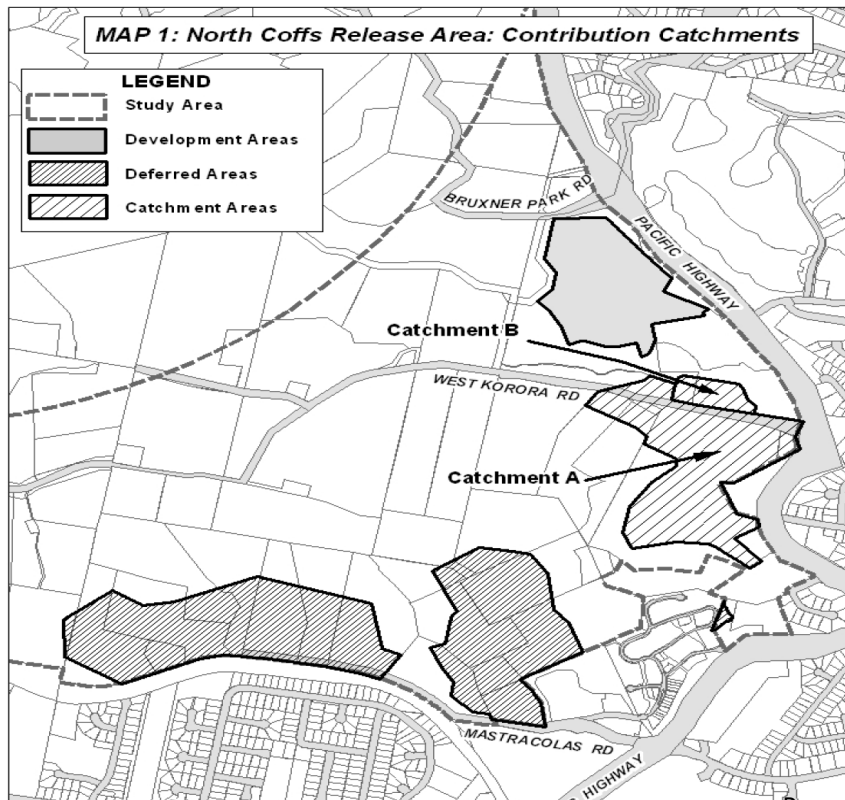 MAP 1: North Coffs Release Area: Contribution Catchments
LEGEND
Study Area
Development Areas
Deferred Areas
Catchment Areas
BRUXNER PARK RD
PACIFIC HIGHWAY
Catchment B
WEST KORORA RD
Catchment A
MASTRACOLAS RD
HIGHWAY